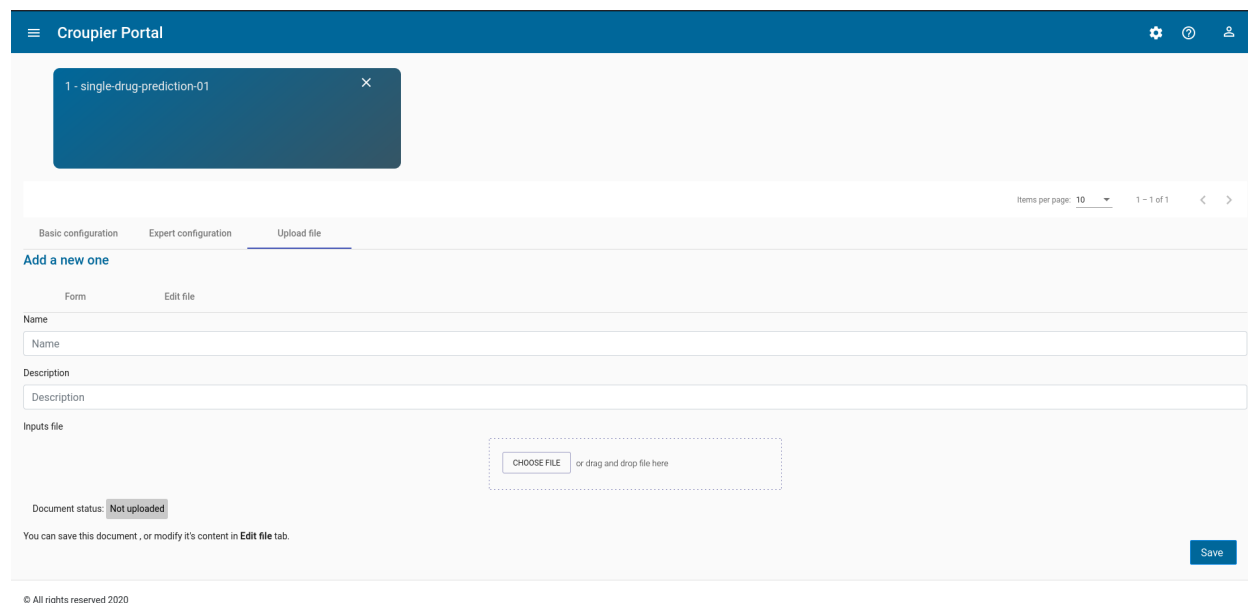 Croupier Portal
1 - single-drug-prediction-01
Items per page: 10 1 – 1 of 1
Basic configuration Expert configuration Upload file
Add a new one
Form Edit file
Name
Name
Description
Description
Inputs file
CHOOSE FILE or drag and drop file here
Document status: Not uploaded
You can save this document , or modify it's content in Edit file tab.
Save
© All rights reserved 2020